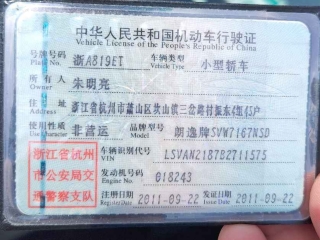 中华人民共和国机动车行驶证
Vehicle License of the People's Republic of China
号牌号码 浙A819ET 车辆类型 小型轿车
Plate No. Vehicle Type
所有人 朱明亮
Owner
住址 浙江省杭州市萧山区
Address
使用性质 非营运 品牌型号 朗逸牌SVW7167NSD
Use Character Model
浙江省杭州
市公安局交
通警察支队
车辆识别代号 LSVAN218782711575
VIN
发动机号码 018243
Engine No.
注册日期 2011-09-22 发证日期 2011-09-22
Register Date Issue Date